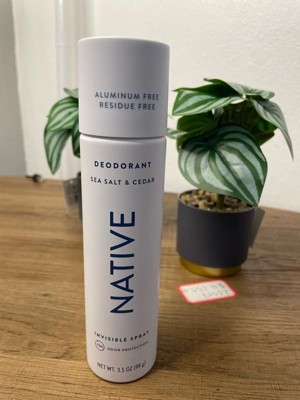 ALUMINUM FREE
RESIDUE FREE
DEODORANT
SEA SALT & CEDAR
NATIVE
INVISIBLE SPRAY
ODOR PROTECTION
NET WT. 3.5 OZ (99 g)